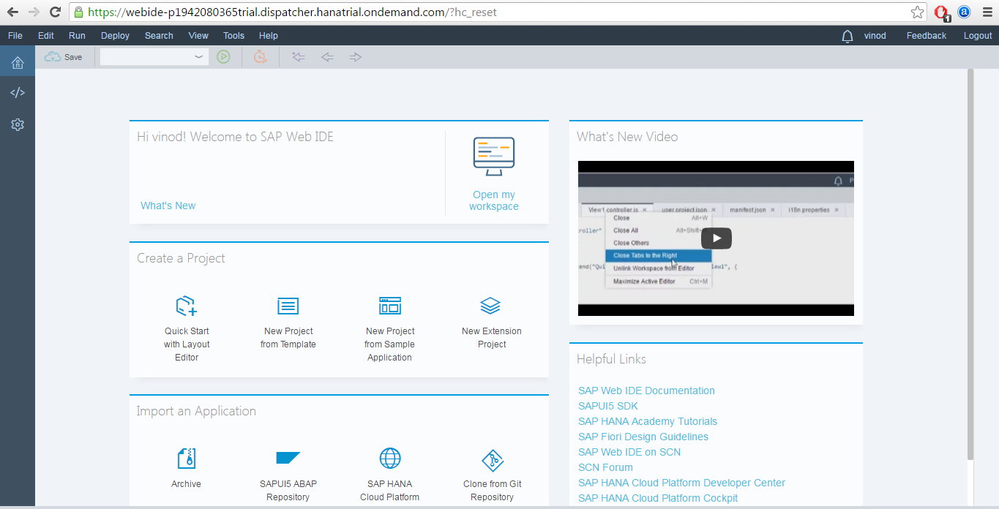 https://webide-p1942080365trial.dispatcher.hanatrial.ondemand.com/?hc_reset
1
a
File Edit Run Deploy Search View Tools Help vinod Feedback Logout
Save
Hi vinod! Welcome to SAP Web IDE
What's New
Open my
workspace
Create a Project
Quick Start
with Layout
Editor
New Project
from Template
New Project
from Sample
Application
New Extension
Project
Import an Application
Archive
SAPUI5 ABAP
Repository
SAP HANA
Cloud Platform
Clone from Git
Repository
What's New Video
P
View1.controller.js × .user.project.json × manifest.json × i18n.properties ×
Close Alt+W
roller"
Close All Alt+Shift+
Close Others
Close Tabs to the Right
end("Qui
Unlink Workspace from Editor
iew1", {
Maximize Active Editor Ctrl+M
Helpful Links
SAP Web IDE Documentation
SAPUI5 SDK
SAP HANA Academy Tutorials
SAP Fiori Design Guidelines
SAP Web IDE on SCN
SCN Forum
SAP HANA Cloud Platform Developer Center
SAP HANA Cloud Platform Cockpit